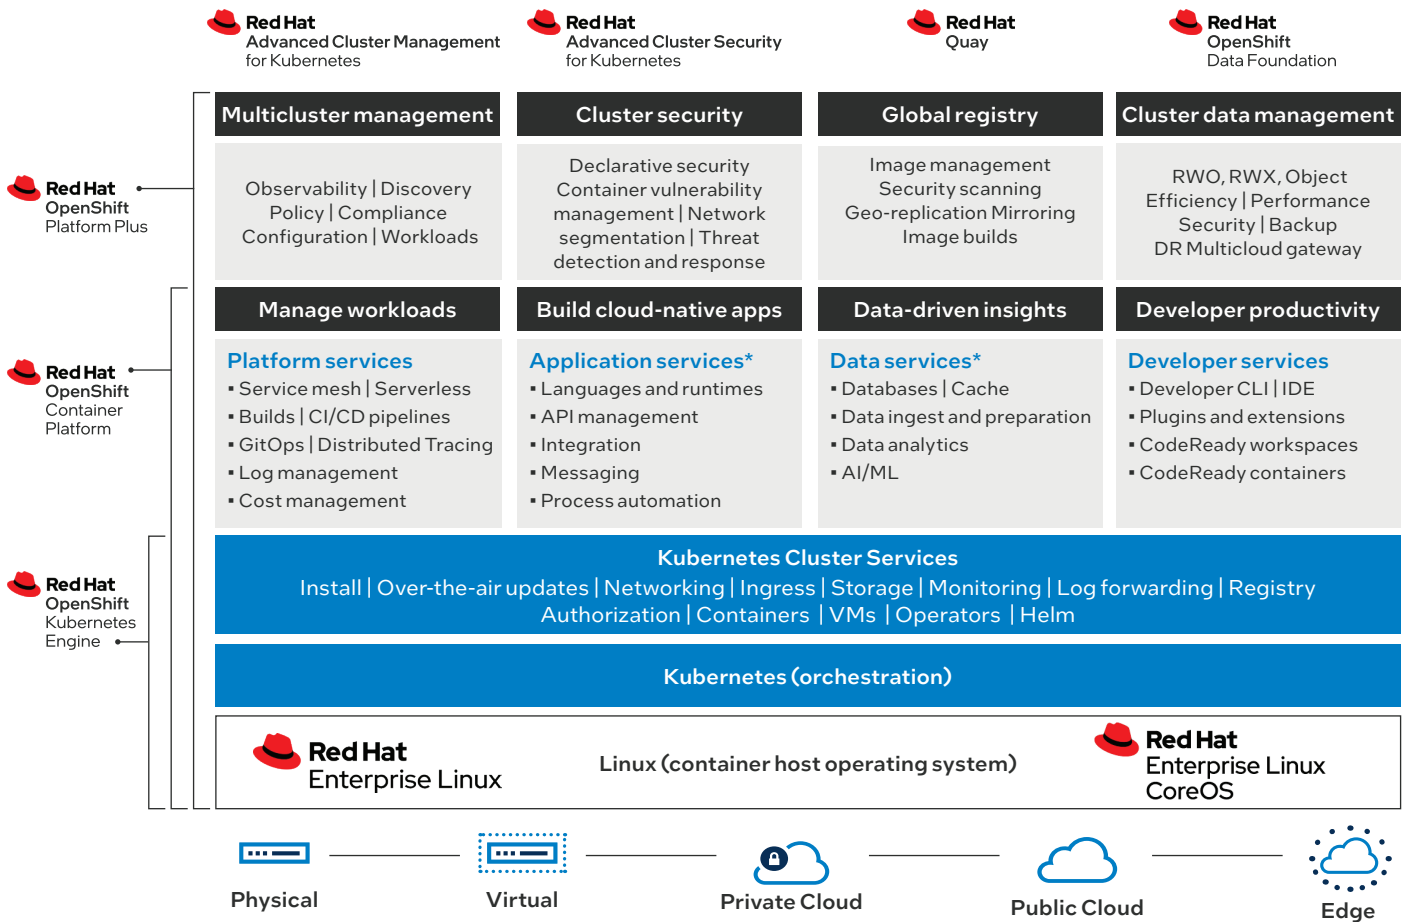 Red Hat
Advanced Cluster Management
for Kubernetes
Red Hat
Advanced Cluster Security
for Kubernetes
Red Hat
Quay
Red Hat
OpenShift
Data Foundation
Red Hat
OpenShift
Platform Plus
Multicluster management
Observability | Discovery
Policy | Compliance
Configuration | Workloads
Cluster security
Declarative security
Container vulnerability
management | Network
segmentation | Threat
detection and response
Global registry
Image management
Security scanning
Geo-replication Mirroring
Image builds
Cluster data management
RWO, RWX, Object
Efficiency | Performance
Security | Backup
DR Multicloud gateway
Red Hat
OpenShift
Container
Platform
Manage workloads
Platform services
▪ Service mesh | Serverless
▪ Builds | CI/CD pipelines
▪ GitOps | Distributed Tracing
▪ Log management
▪ Cost management
Build cloud-native apps
Application services*
▪ Languages and runtimes
▪ API management
▪ Integration
▪ Messaging
▪ Process automation
Data-driven insights
Data services*
▪ Databases | Cache
▪ Data ingest and preparation
▪ Data analytics
▪ AI/ML
Developer productivity
Developer services
▪ Developer CLI | IDE
▪ Plugins and extensions
▪ CodeReady workspaces
▪ CodeReady containers
Red Hat
OpenShift
Kubernetes
Engine
Kubernetes Cluster Services
Install | Over-the-air updates | Networking | Ingress | Storage | Monitoring | Log forwarding | Registry
Authorization | Containers | VMs | Operators | Helm
Kubernetes (orchestration)
Red Hat
Enterprise Linux
Linux (container host operating system)
Red Hat
Enterprise Linux
CoreOS
Physical
Virtual
Private Cloud
Public Cloud
Edge